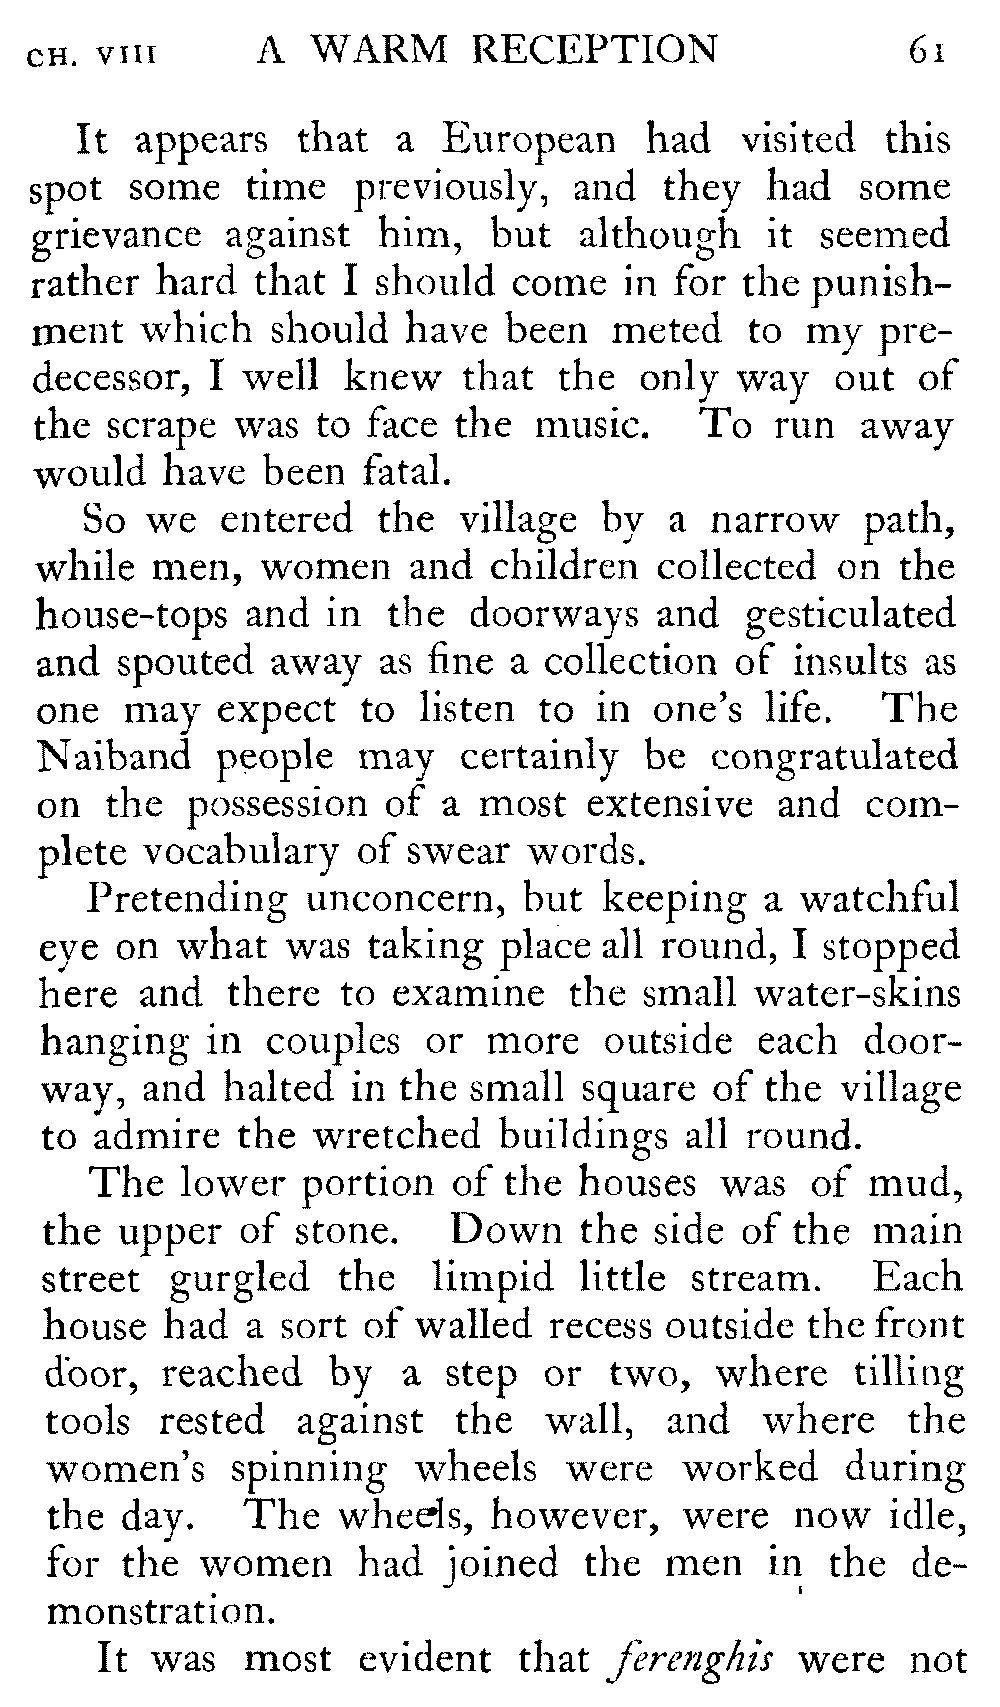 CH. VIII A WARM RECEPTION 61
It appears that a European had visited this
spot some time previously, and they had some
grievance against him, but although it seemed
rather hard that I should come in for the punish-
ment which should have been meted to my pre-
decessor, I well knew that the only way out of
the scrape was to face the music. To run away
would have been fatal.
So we entered the village by a narrow path,
while men, women and children collected on the
house-tops and in the doorways and gesticulated
and spouted away as fine a collection of insults as
one may expect to listen to in one's life. The
Naiband people may certainly be congratulated
on the possession of a most extensive and com-
plete vocabulary of swear words.
Pretending unconcern, but keeping a watchful
eye on what was taking place all round, I stopped
here and there to examine the small water-skins
hanging in couples or more outside each door-
way, and halted in the small square of the village
to admire the wretched buildings all round.
The lower portion of the houses was of mud,
the upper of stone. Down the side of the main
street gurgled the limpid little stream. Each
house had a sort of walled recess outside the front
door, reached by a step or two, where tilling
tools rested against the wall, and where the
women's spinning wheels were worked during
the day. The wheels, however, were now idle,
for the women had joined the men in the de-
monstration.
It was most evident that ferenghis were not